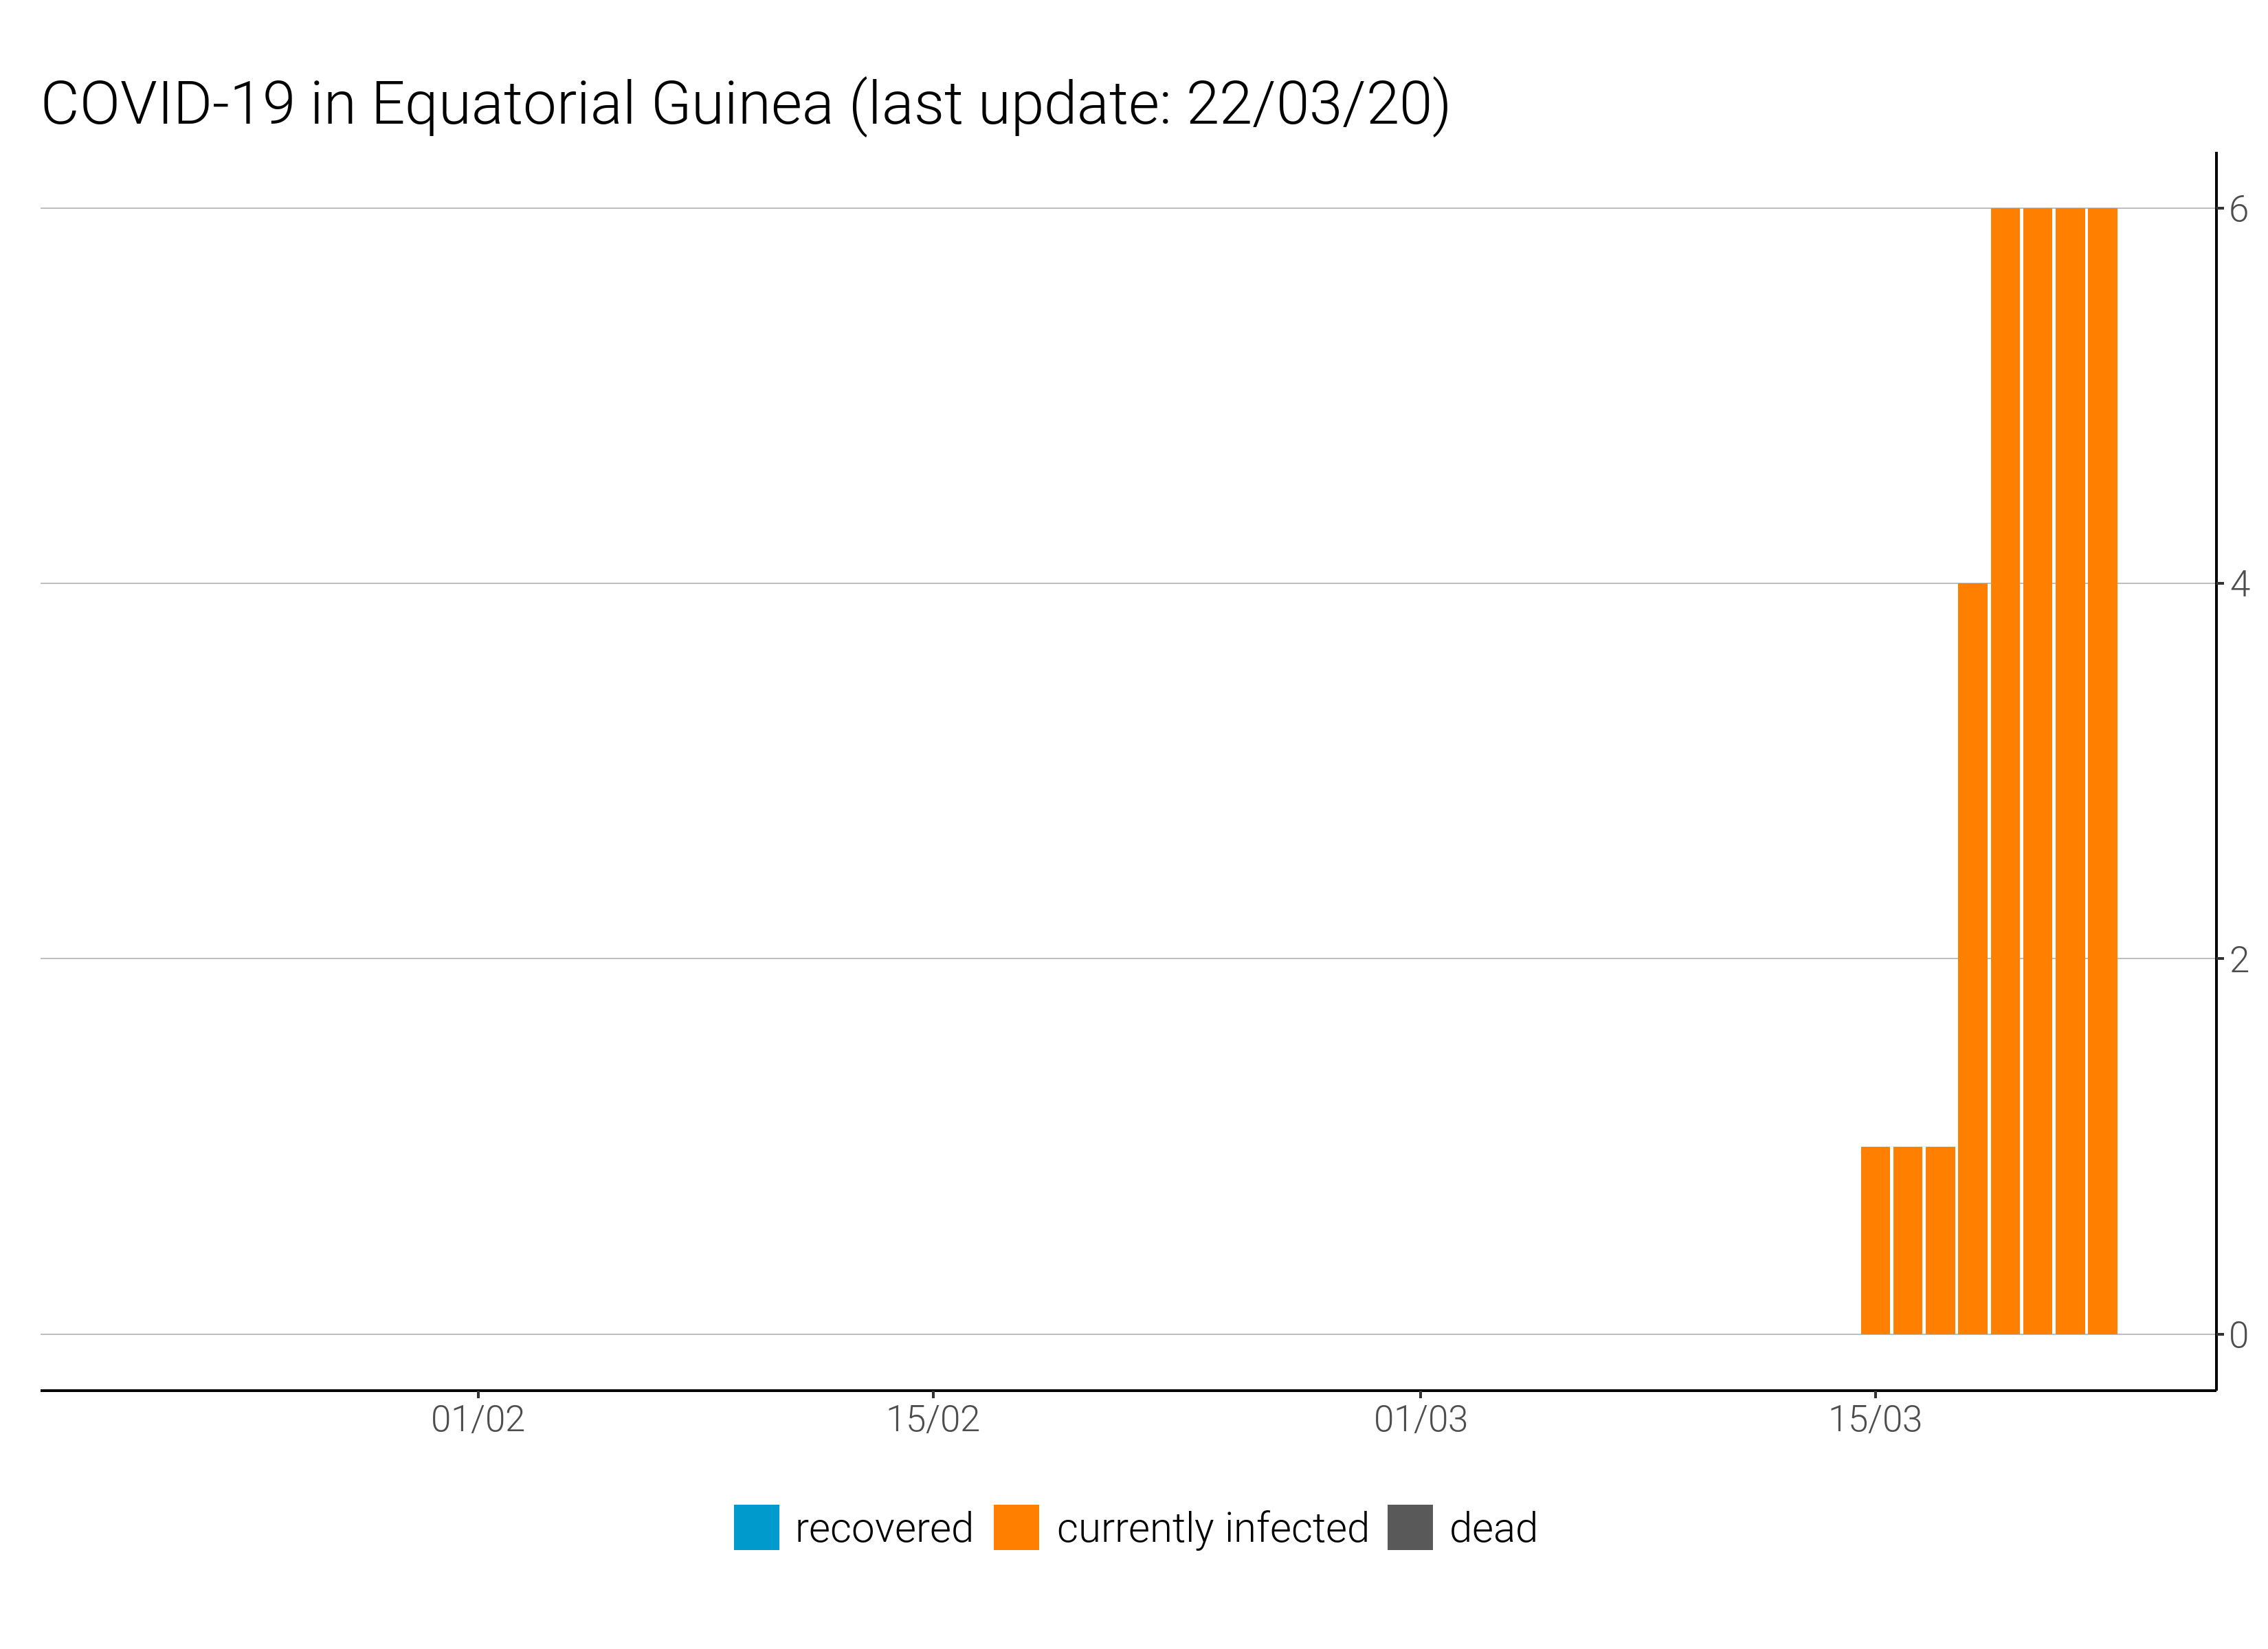 COVID-19 in Equatorial Guinea (last update: 22/03/20)
6
4
2
0
01/02 15/02 01/03 15/03
recovered currently infected dead